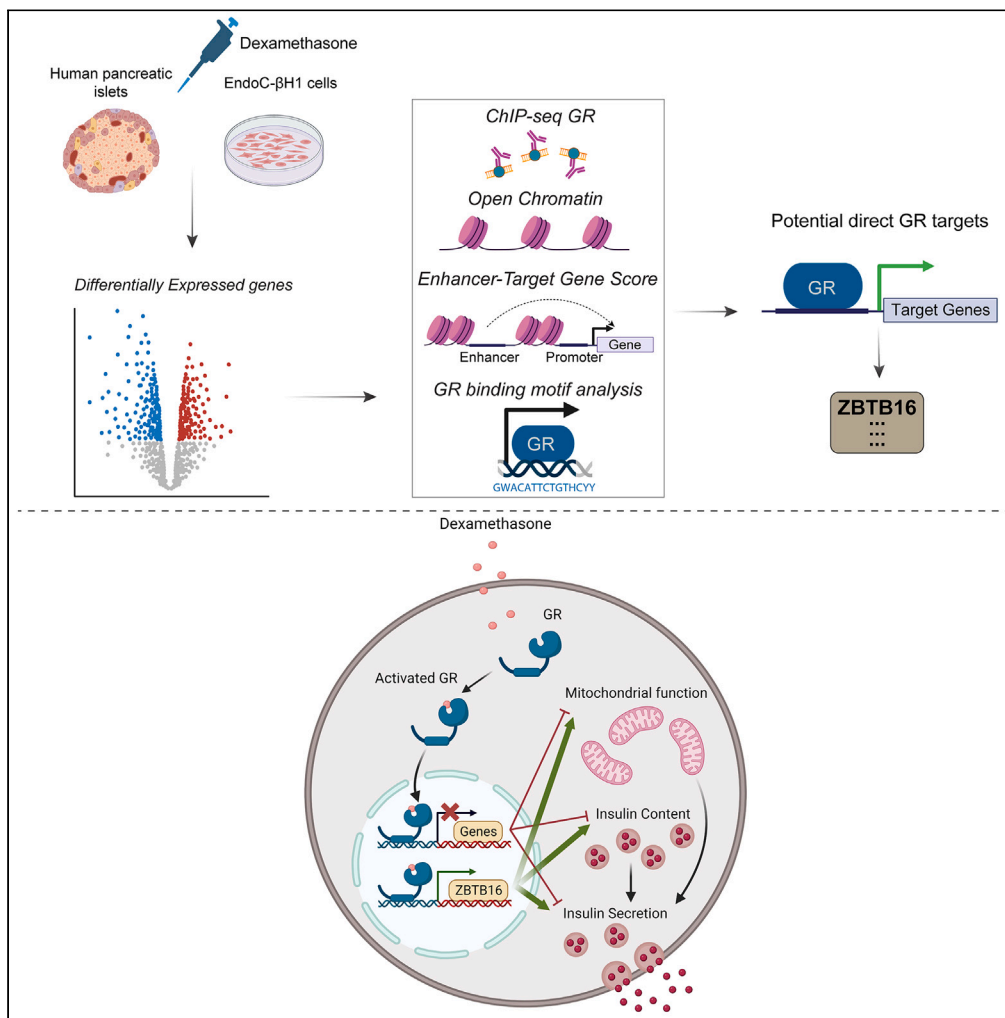 Dexamethasone
Human pancreatic
islets
EndoC-βH1 cells
Differentially Expressed genes
ChIP-seq GR
Open Chromatin
Enhancer-Target Gene Score
Enhancer
Promoter
Gene
GR binding motif analysis
GR
GWACATTCTGTHCYY
Potential direct GR targets
GR
Target Genes
ZBTB16
...
...
...
Dexamethasone
GR
Activated GR
Mitochondrial function
Genes
Insulin Content
ZBTB16
Insulin Secretion